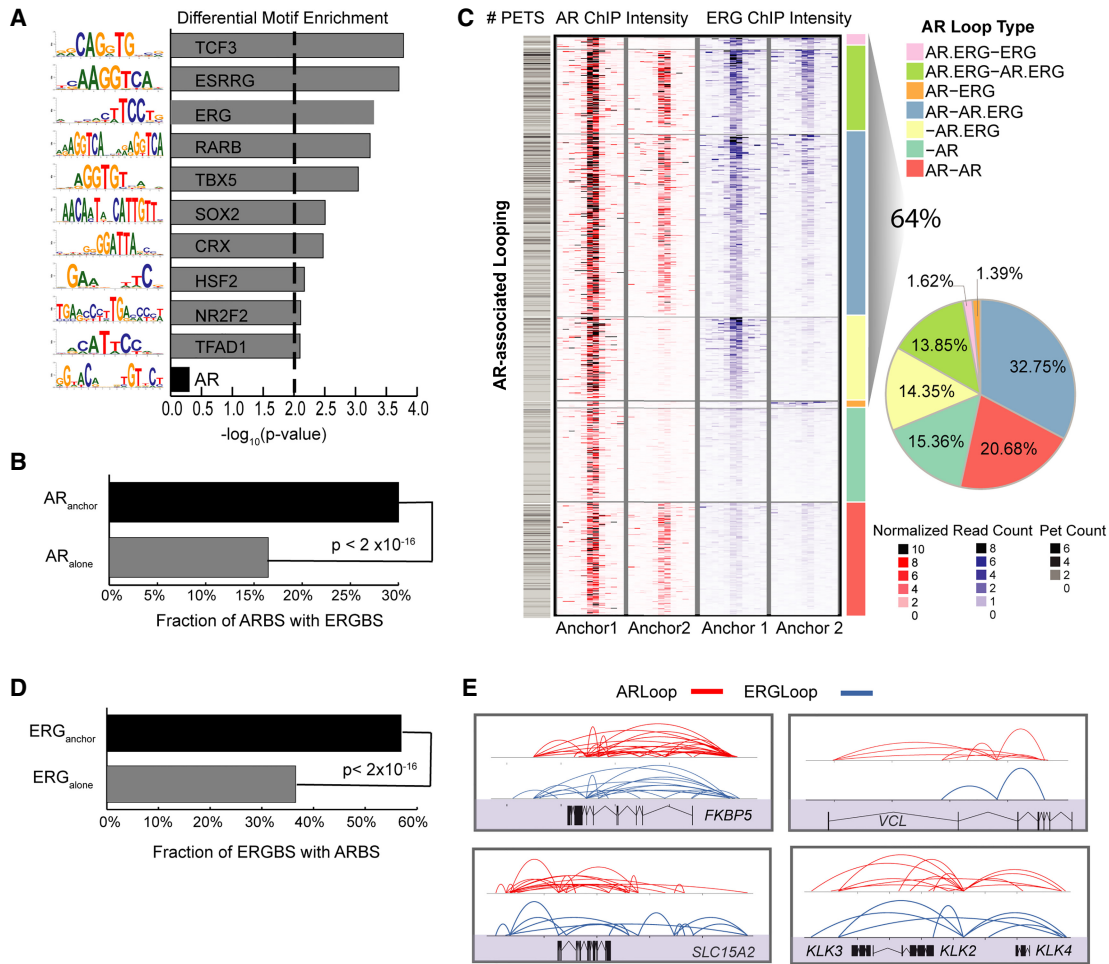 A
Differential Motif Enrichment
TCF3
ESRRG
ERG
RARB
TBX5
SOX2
CRX
HSF2
NR2F2
TFAD1
AR
0.0 0.5 1.0 1.5 2.0 2.5 3.0 3.5 4.0
-log10(p-value)
B
ARanchor
ARalone
p < 2 x10-16
0% 5% 10% 15% 20% 25% 30%
Fraction of ARBS with ERGBS
C
# PETS AR ChIP Intensity ERG ChIP Intensity
AR-associated Looping
Anchor1 Anchor2 Anchor 1 Anchor 2
AR Loop Type
AR.ERG-ERG
AR.ERG-AR.ERG
AR-ERG
AR-AR.ERG
-AR.ERG
-AR
AR-AR
64%
1.62% 1.39%
13.85%
32.75%
14.35%
15.36%
20.68%
Normalized Read Count Pet Count
10 8 6
8 6 4
6 4 2
4 2 0
2 1
0 0
D
ERGanchor
ERGalone
p< 2x10-16
0% 10% 20% 30% 40% 50% 60%
Fraction of ERGBS with ARBS
E
ARLoop ERGLoop
FKBP5
VCL
SLC15A2
KLK3 KLK2 KLK4